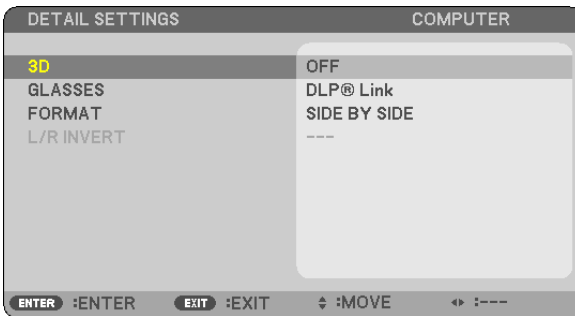 DETAIL SETTINGS COMPUTER
3D OFF
GLASSES DLP® Link
FORMAT SIDE BY SIDE
L/R INVERT ---
ENTER :ENTER EXIT :EXIT :MOVE :---